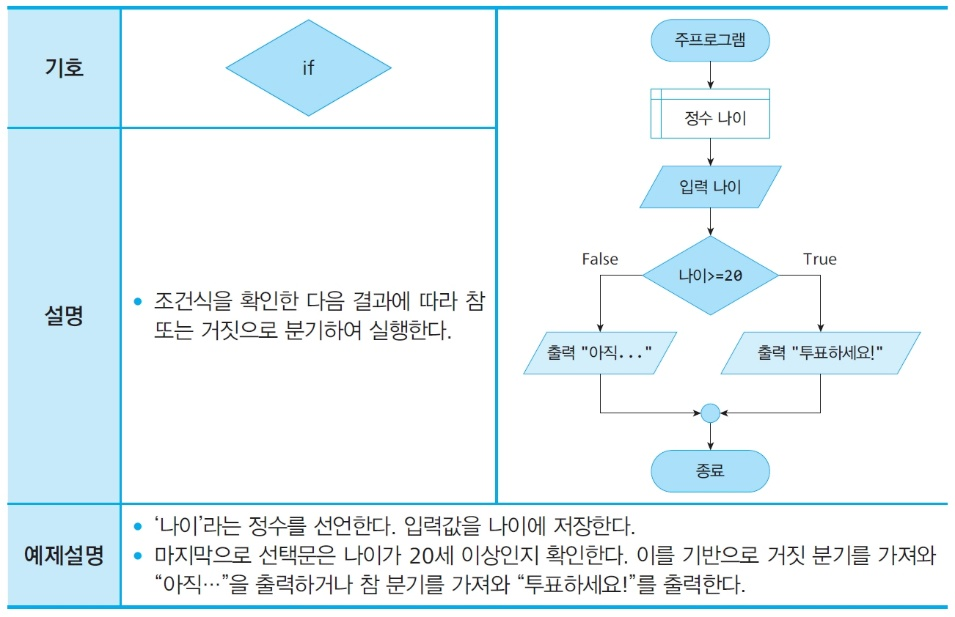 기호
if
설명
• 조건식을 확인한 다음 결과에 따라 참
또는 거짓으로 분기하여 실행한다.
주프로그램
정수 나이
입력 나이
나이>=20
False
True
출력 "아직..."
출력 "투표하세요!"
종료
예제설명
• ‘나이’라는 정수를 선언한다. 입력값을 나이에 저장한다.
• 마지막으로 선택문은 나이가 20세 이상인지 확인한다. 이를 기반으로 거짓 분기를 가져와
“아직…”을 출력하거나 참 분기를 가져와 “투표하세요!”를 출력한다.